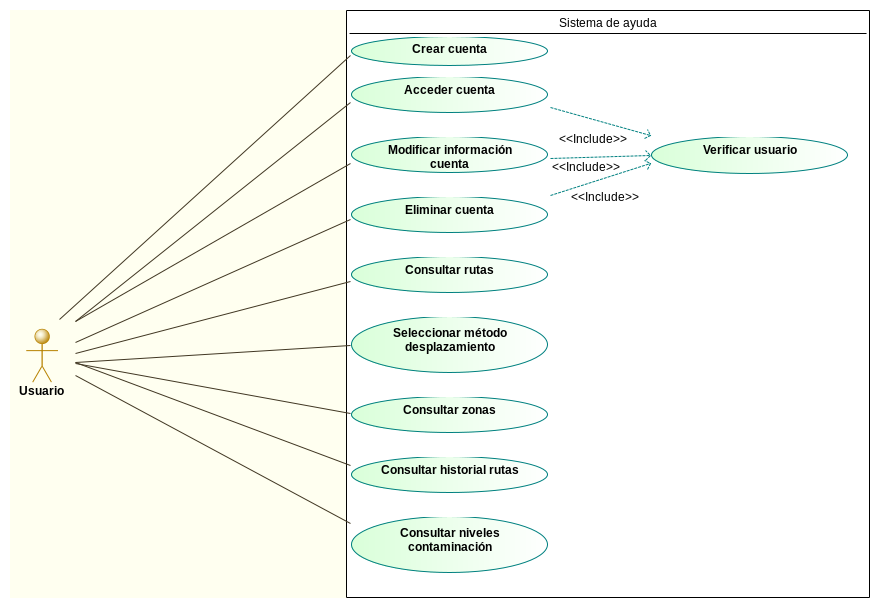 Sistema de ayuda
Crear cuenta
Acceder cuenta
<<Include>>
Modificar información
cuenta
Verificar usuario
<<Include>>
<<Include>>
Eliminar cuenta
Consultar rutas
Seleccionar método
desplazamiento
Usuario
Consultar zonas
Consultar historial rutas
Consultar niveles
contaminación